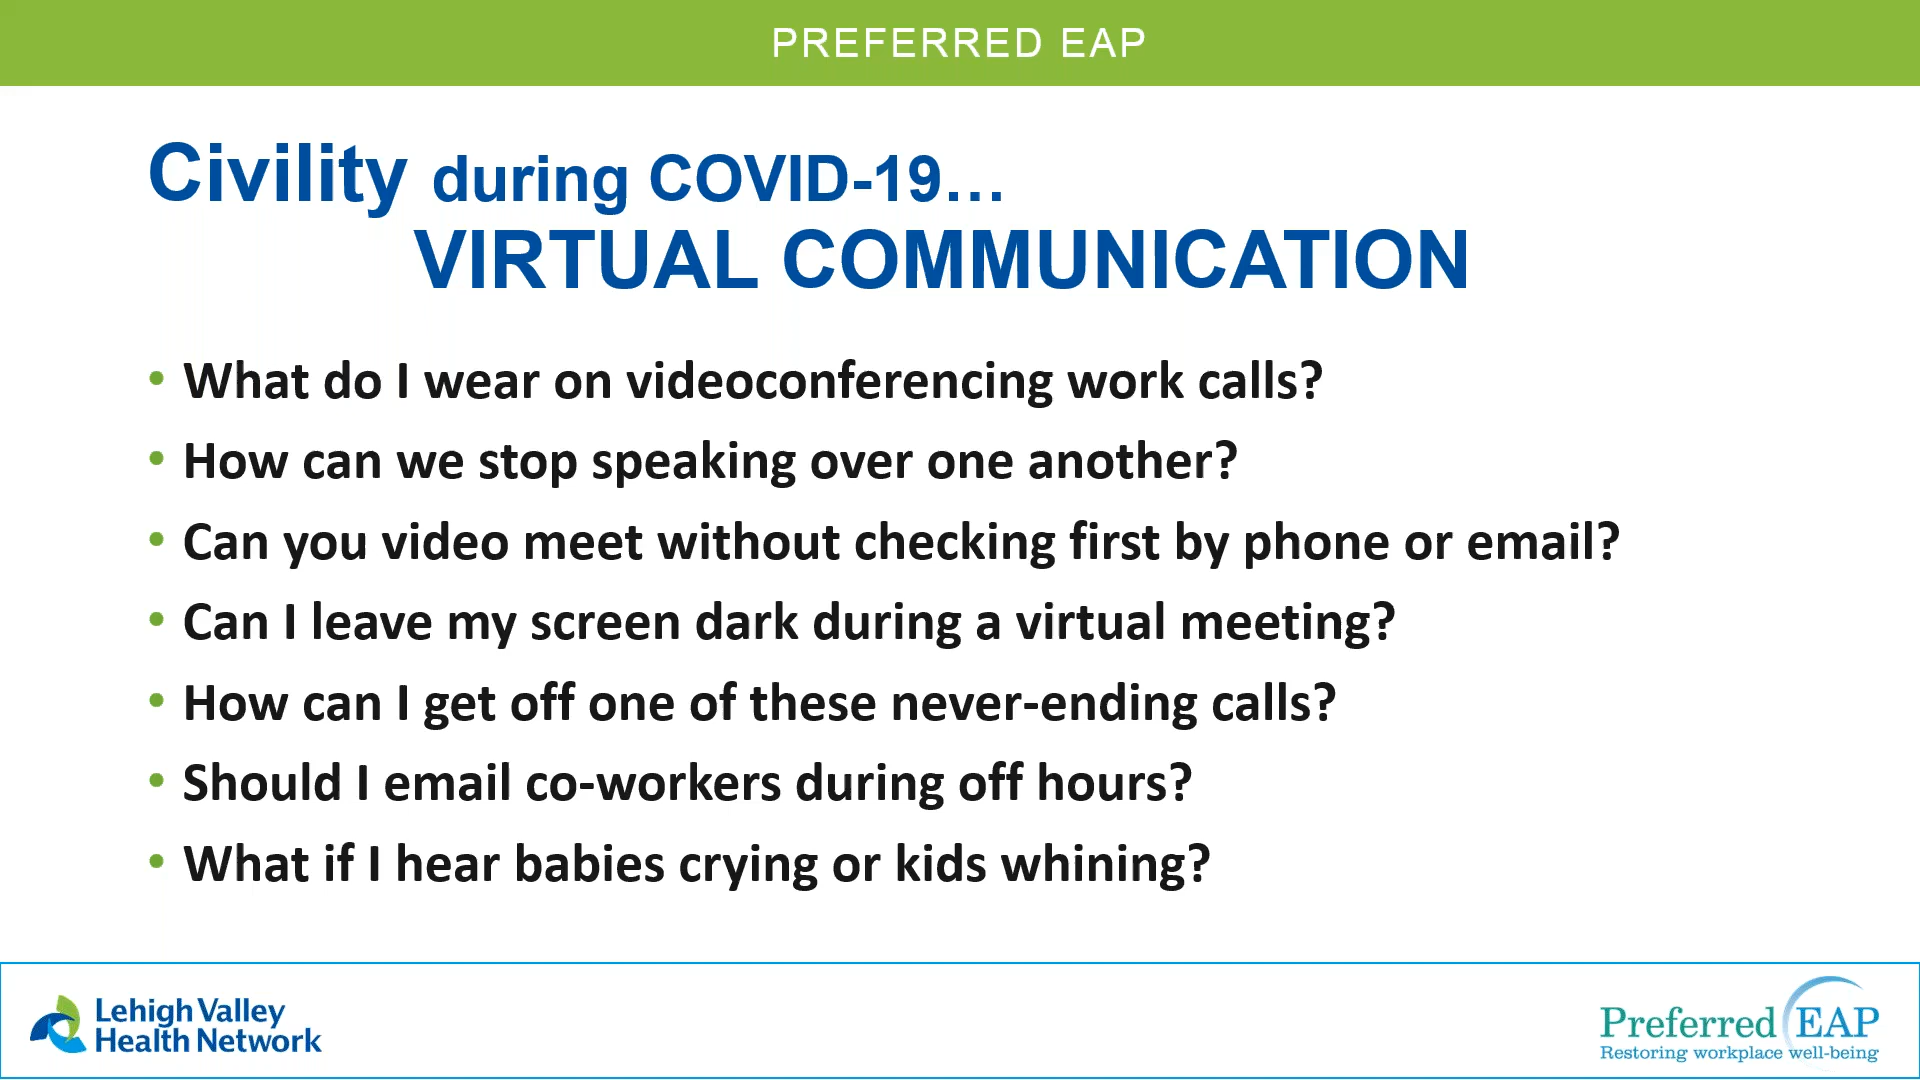 PREFERRED EAP
Civility during COVID-19…
VIRTUAL COMMUNICATION
• What do I wear on videoconferencing work calls?
• How can we stop speaking over one another?
• Can you video meet without checking first by phone or email?
• Can I leave my screen dark during a virtual meeting?
• How can I get off one of these never-ending calls?
• Should I email co-workers during off hours?
• What if I hear babies crying or kids whining?
Lehigh Valley
Health Network
Preferred EAP
Restoring workplace well-being